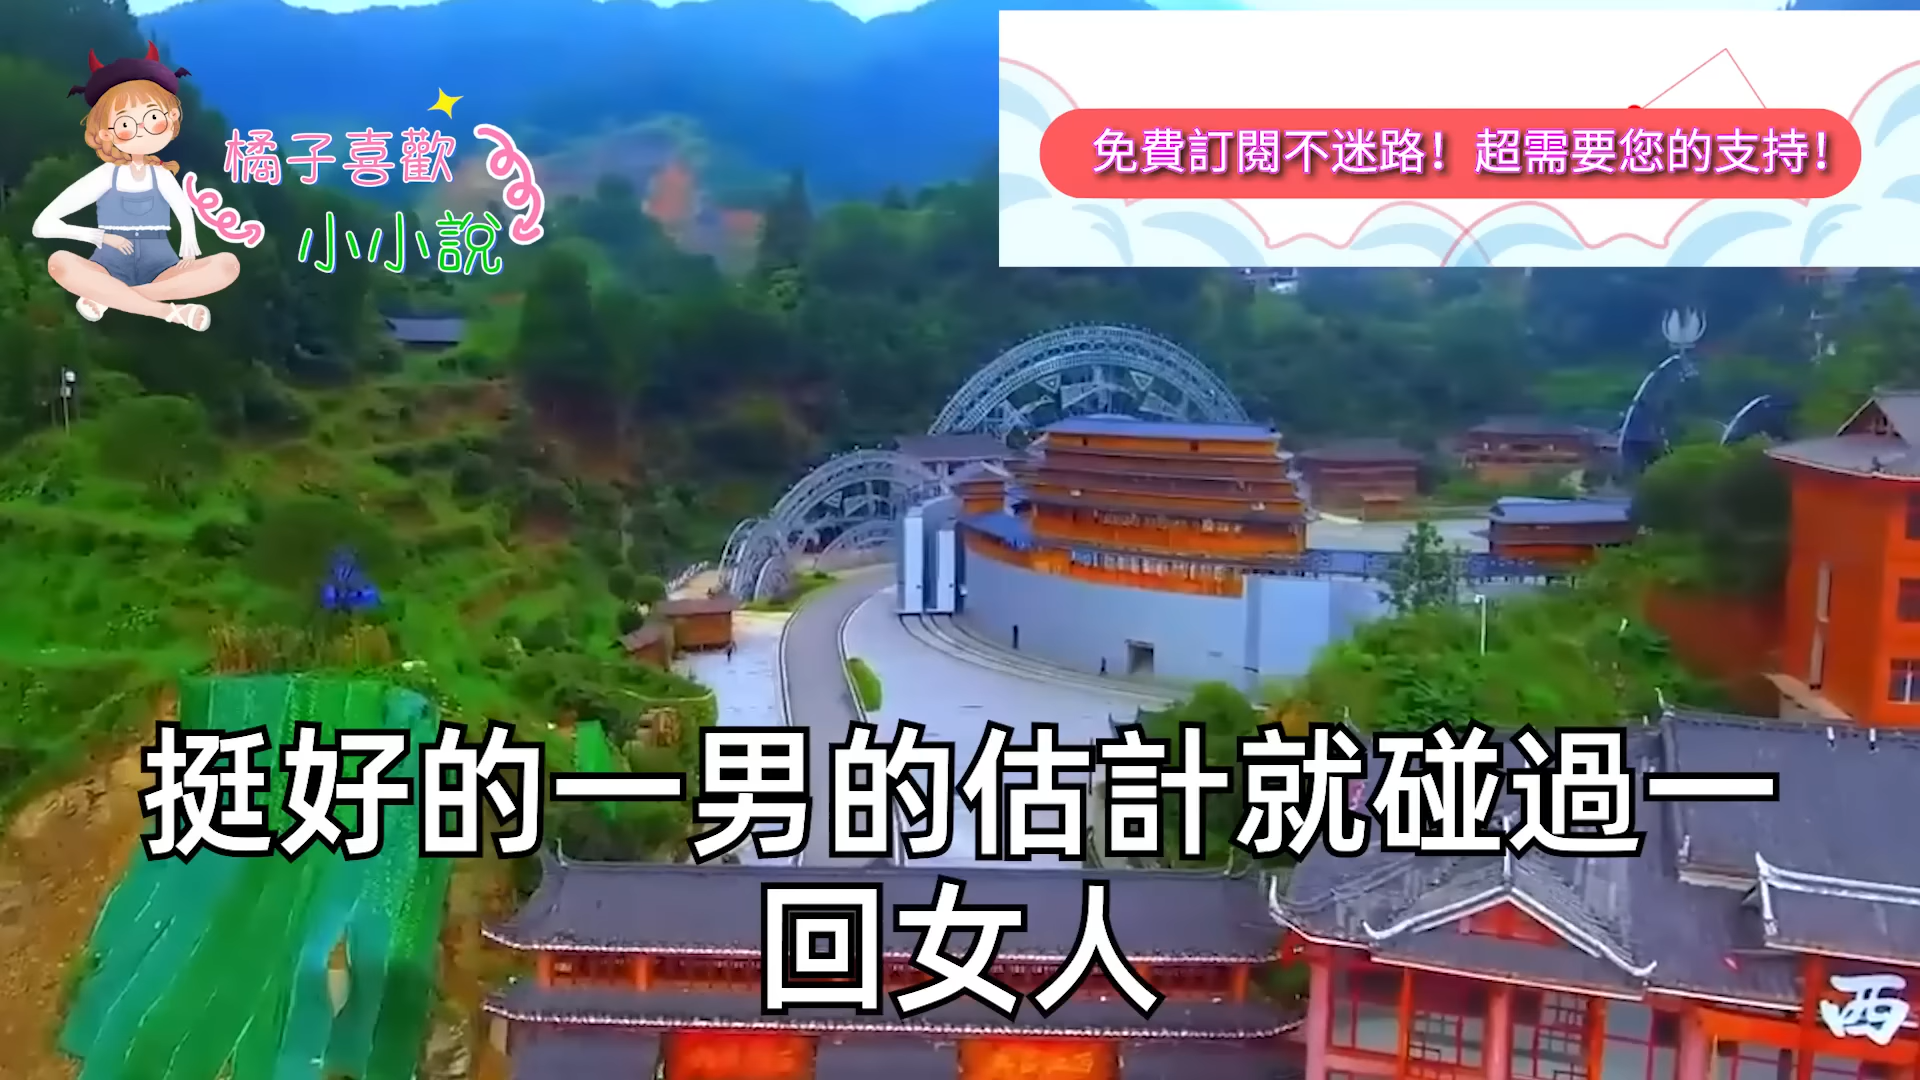 橘子喜歡
小小說
免費訂閱不迷路！超需要您的支持！
挺好的一男的估計就碰過一
回女人
西